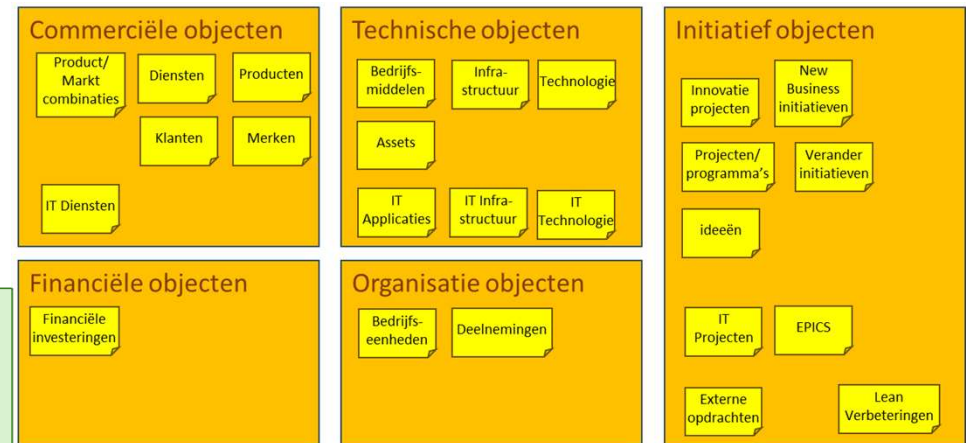 Commerciële objecten
Product/
Markt
combinaties
Diensten
Producten
Klanten
Merken
IT Diensten
Technische objecten
Bedrijfs-
middelen
Infra-
structuur
Technologie
Assets
IT
Applicaties
IT Infra-
structuur
IT
Technologie
Initiatief objecten
Innovatie
projecten
New
Business
initiatieven
Projecten/
programma's
Verander
initiatieven
ideeën
IT
Projecten
EPICS
Externe
opdrachten
Lean
Verbeteringen
Financiële objecten
Financiële
investeringen
Organisatie objecten
Bedrijfs-
eenheden
Deelnemingen